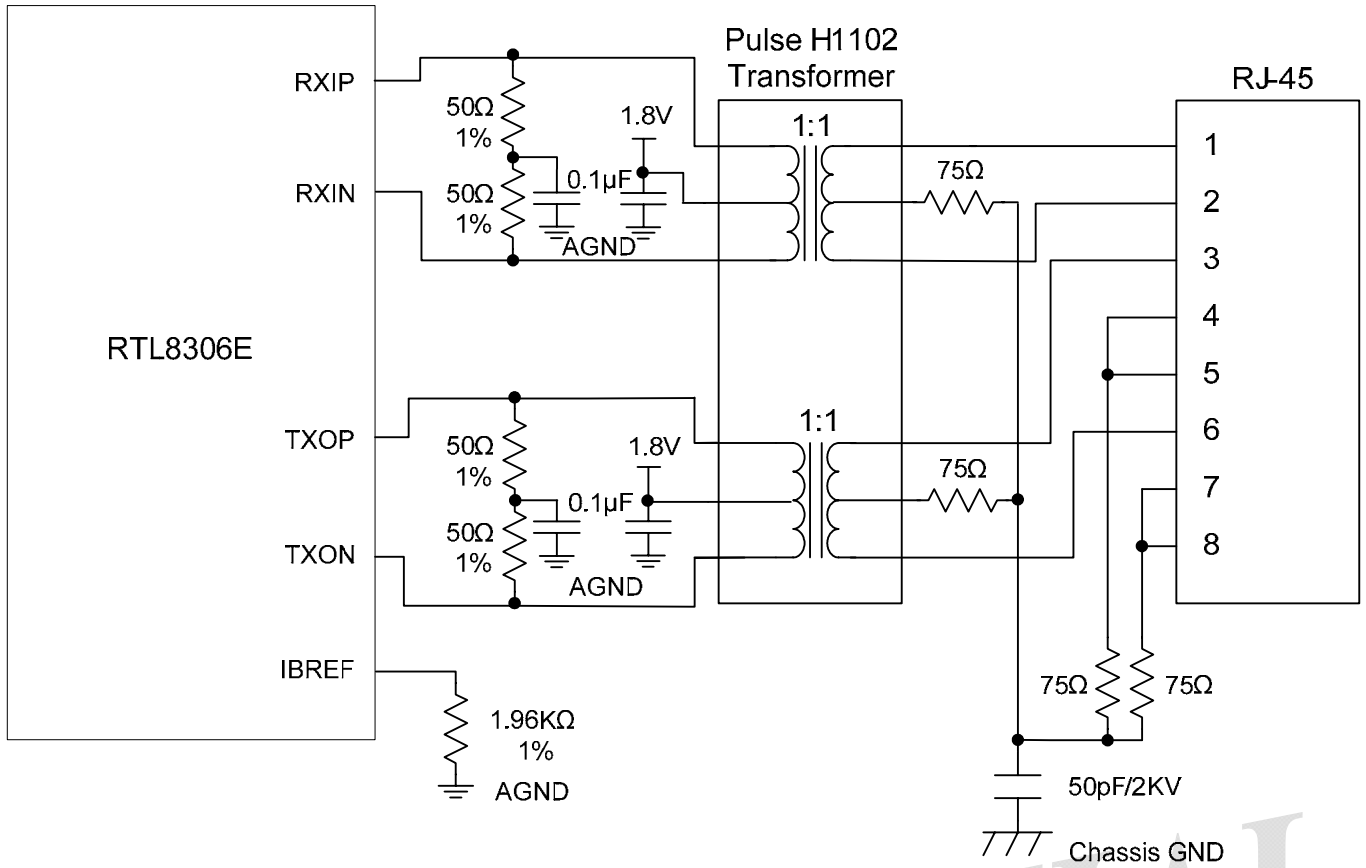 Pulse H1102
Transformer
RJ-45
RXIP
50Ω
1%
1.8V
1:1
1
75Ω
0.1µF
RXIN
50Ω
1%
2
AGND
3
4
RTL8306E
5
TXOP
50Ω
1%
1.8V
1:1
6
75Ω
7
0.1µF
TXON
50Ω
1%
8
AGND
IBREF
75Ω
75Ω
1.96KΩ
1%
AGND
50pF/2KV
Chassis GND